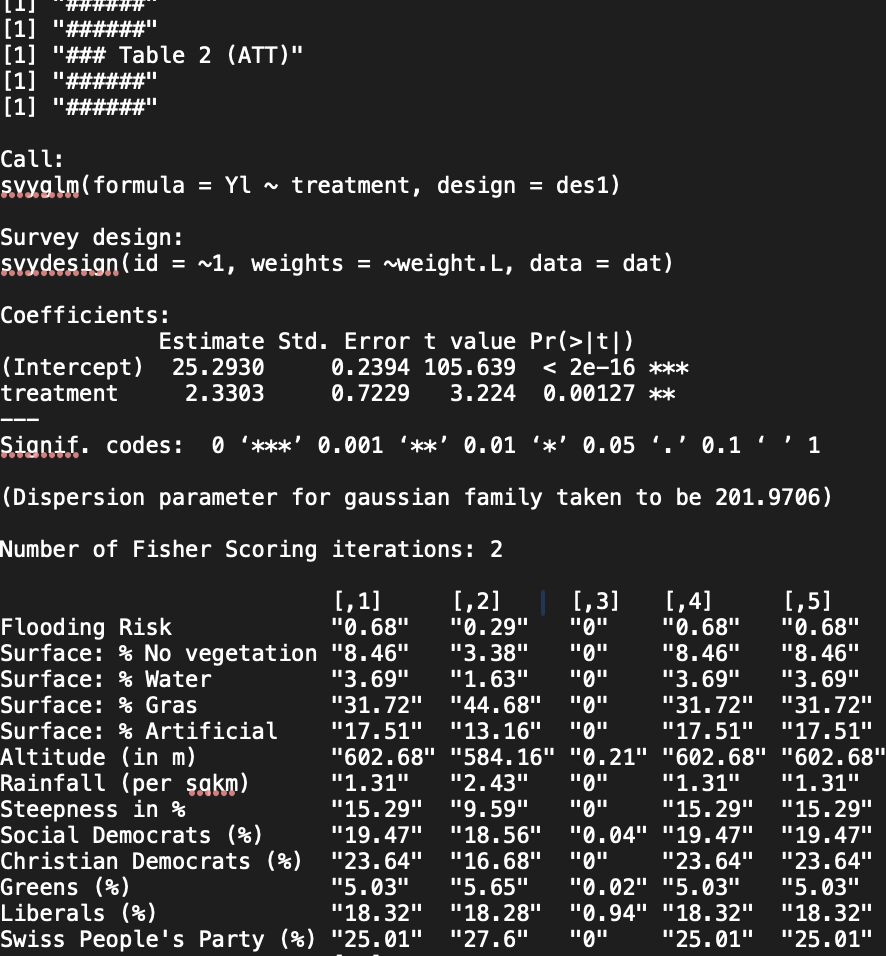 [1] "######"
[1] "######"
[1] "### Table 2 (ATT)"
[1] "######"
[1] "######"
Call:
svyglm(formula = Yl ~ treatment, design = des1)
Survey design:
svydesign(id = ~1, weights = ~weight.L, data = dat)
Coefficients:
            Estimate Std. Error t value Pr(>|t|)
(Intercept)  25.2930     0.2394 105.639  < 2e-16 ***
treatment     2.3303     0.7229   3.224  0.00127 **
---
Signif. codes:  0 ‘***’ 0.001 ‘**’ 0.01 ‘*’ 0.05 ‘.’ 0.1 ‘ ’ 1
(Dispersion parameter for gaussian family taken to be 201.9706)
Number of Fisher Scoring iterations: 2
                         [,1]     [,2]     [,3]   [,4]     [,5]
Flooding Risk            "0.68"   "0.29"   "0"    "0.68"   "0.68"
Surface: % No vegetation "8.46"   "3.38"   "0"    "8.46"   "8.46"
Surface: % Water         "3.69"   "1.63"   "0"    "3.69"   "3.69"
Surface: % Gras          "31.72"  "44.68"  "0"    "31.72"  "31.72"
Surface: % Artificial    "17.51"  "13.16"  "0"    "17.51"  "17.51"
Altitude (in m)          "602.68" "584.16" "0.21" "602.68" "602.68"
Rainfall (per sqkm)      "1.31"   "2.43"   "0"    "1.31"   "1.31"
Steepness in %           "15.29"  "9.59"   "0"    "15.29"  "15.29"
Social Democrats (%)     "19.47"  "18.56"  "0.04" "19.47"  "19.47"
Christian Democrats (%)  "23.64"  "16.68"  "0"    "23.64"  "23.64"
Greens (%)               "5.03"   "5.65"   "0.02" "5.03"   "5.03"
Liberals (%)             "18.32"  "18.28"  "0.94" "18.32"  "18.32"
Swiss People's Party (%) "25.01"  "27.6"   "0"    "25.01"  "25.01"